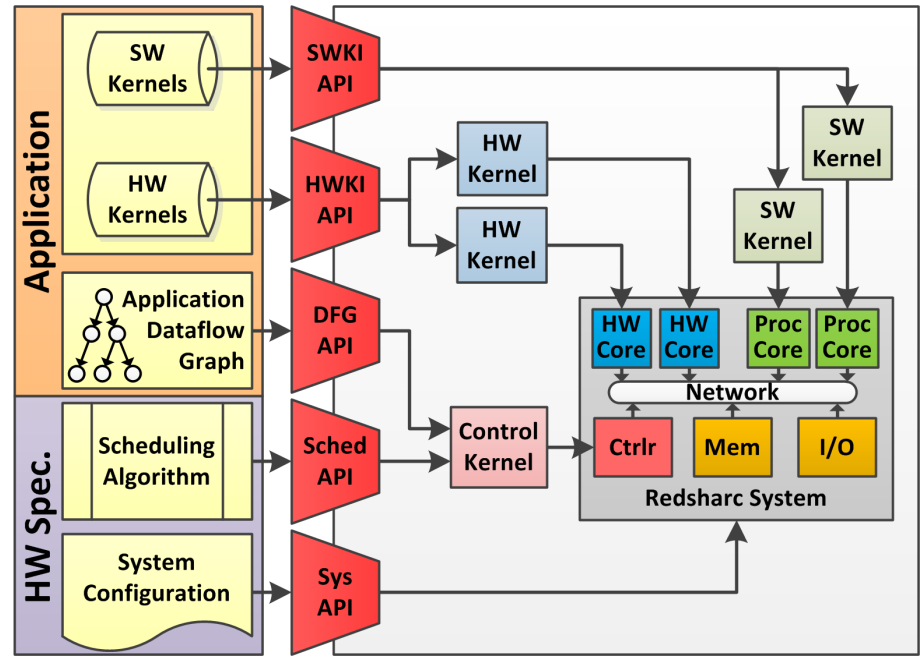 Application
SW
Kernels
HW
Kernels
Application
Dataflow
Graph
HW Spec.
Scheduling
Algorithm
System
Configuration
SWKI
API
HWKI
API
DFG
API
Sched
API
Sys
API
HW
Kernel
HW
Kernel
SW
Kernel
SW
Kernel
Control
Kernel
HW
Core
HW
Core
Proc
Core
Proc
Core
Network
Ctrlr
Mem
I/O
Redsharc System